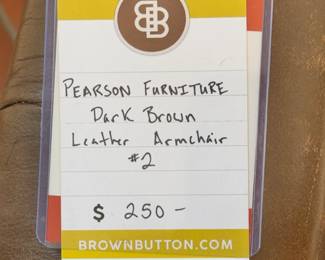 BB
PEARSON FURNITURE
Dark Brown
Leather Armchair
#2
$ 250-
BROWNBUTTON.COM